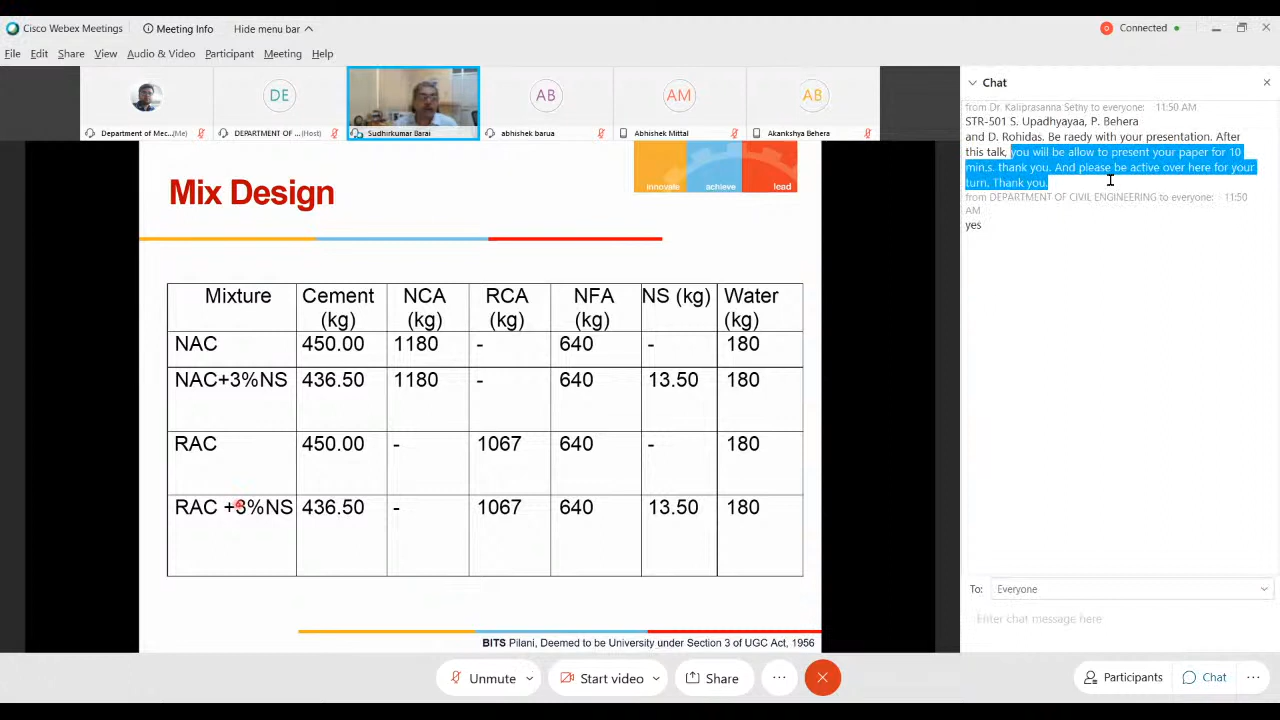 Cisco Webex Meetings Meeting Info Hide menu bar Connected
File Edit Share View Audio & Video Participant Meeting Help
DE AB AM AB
Department of Mec... (Me) DEPARTMENT OF... (Host) Sudhirkumar Barai abhishek barua Abhishek Mittal Akankshya Behera
innovate achieve lead
Mix Design
Mixture Cement (kg) NCA (kg) RCA (kg) NFA (kg) NS (kg) Water (kg)
NAC 450.00 1180 - 640 - 180
NAC+3%NS 436.50 1180 - 640 13.50 180
RAC 450.00 - 1067 640 - 180
RAC +3%NS 436.50 - 1067 640 13.50 180
BITS Pilani, Deemed to be University under Section 3 of UGC Act, 1956
Chat
from Dr. Kaliprasanna Sethy to everyone: 11:50 AM
STR-501 S. Upadhyayaa, P. Behera
and D. Rohidas. Be raedy with your presentation. After
this talk, you will be allow to present your paper for 10
min.s. thank you. And please be active over here for your
turn. Thank you.
from DEPARTMENT OF CIVIL ENGINEERING to everyone: 11:50
AM
yes
To: Everyone
Enter chat message here
Unmute Start video Share Participants Chat